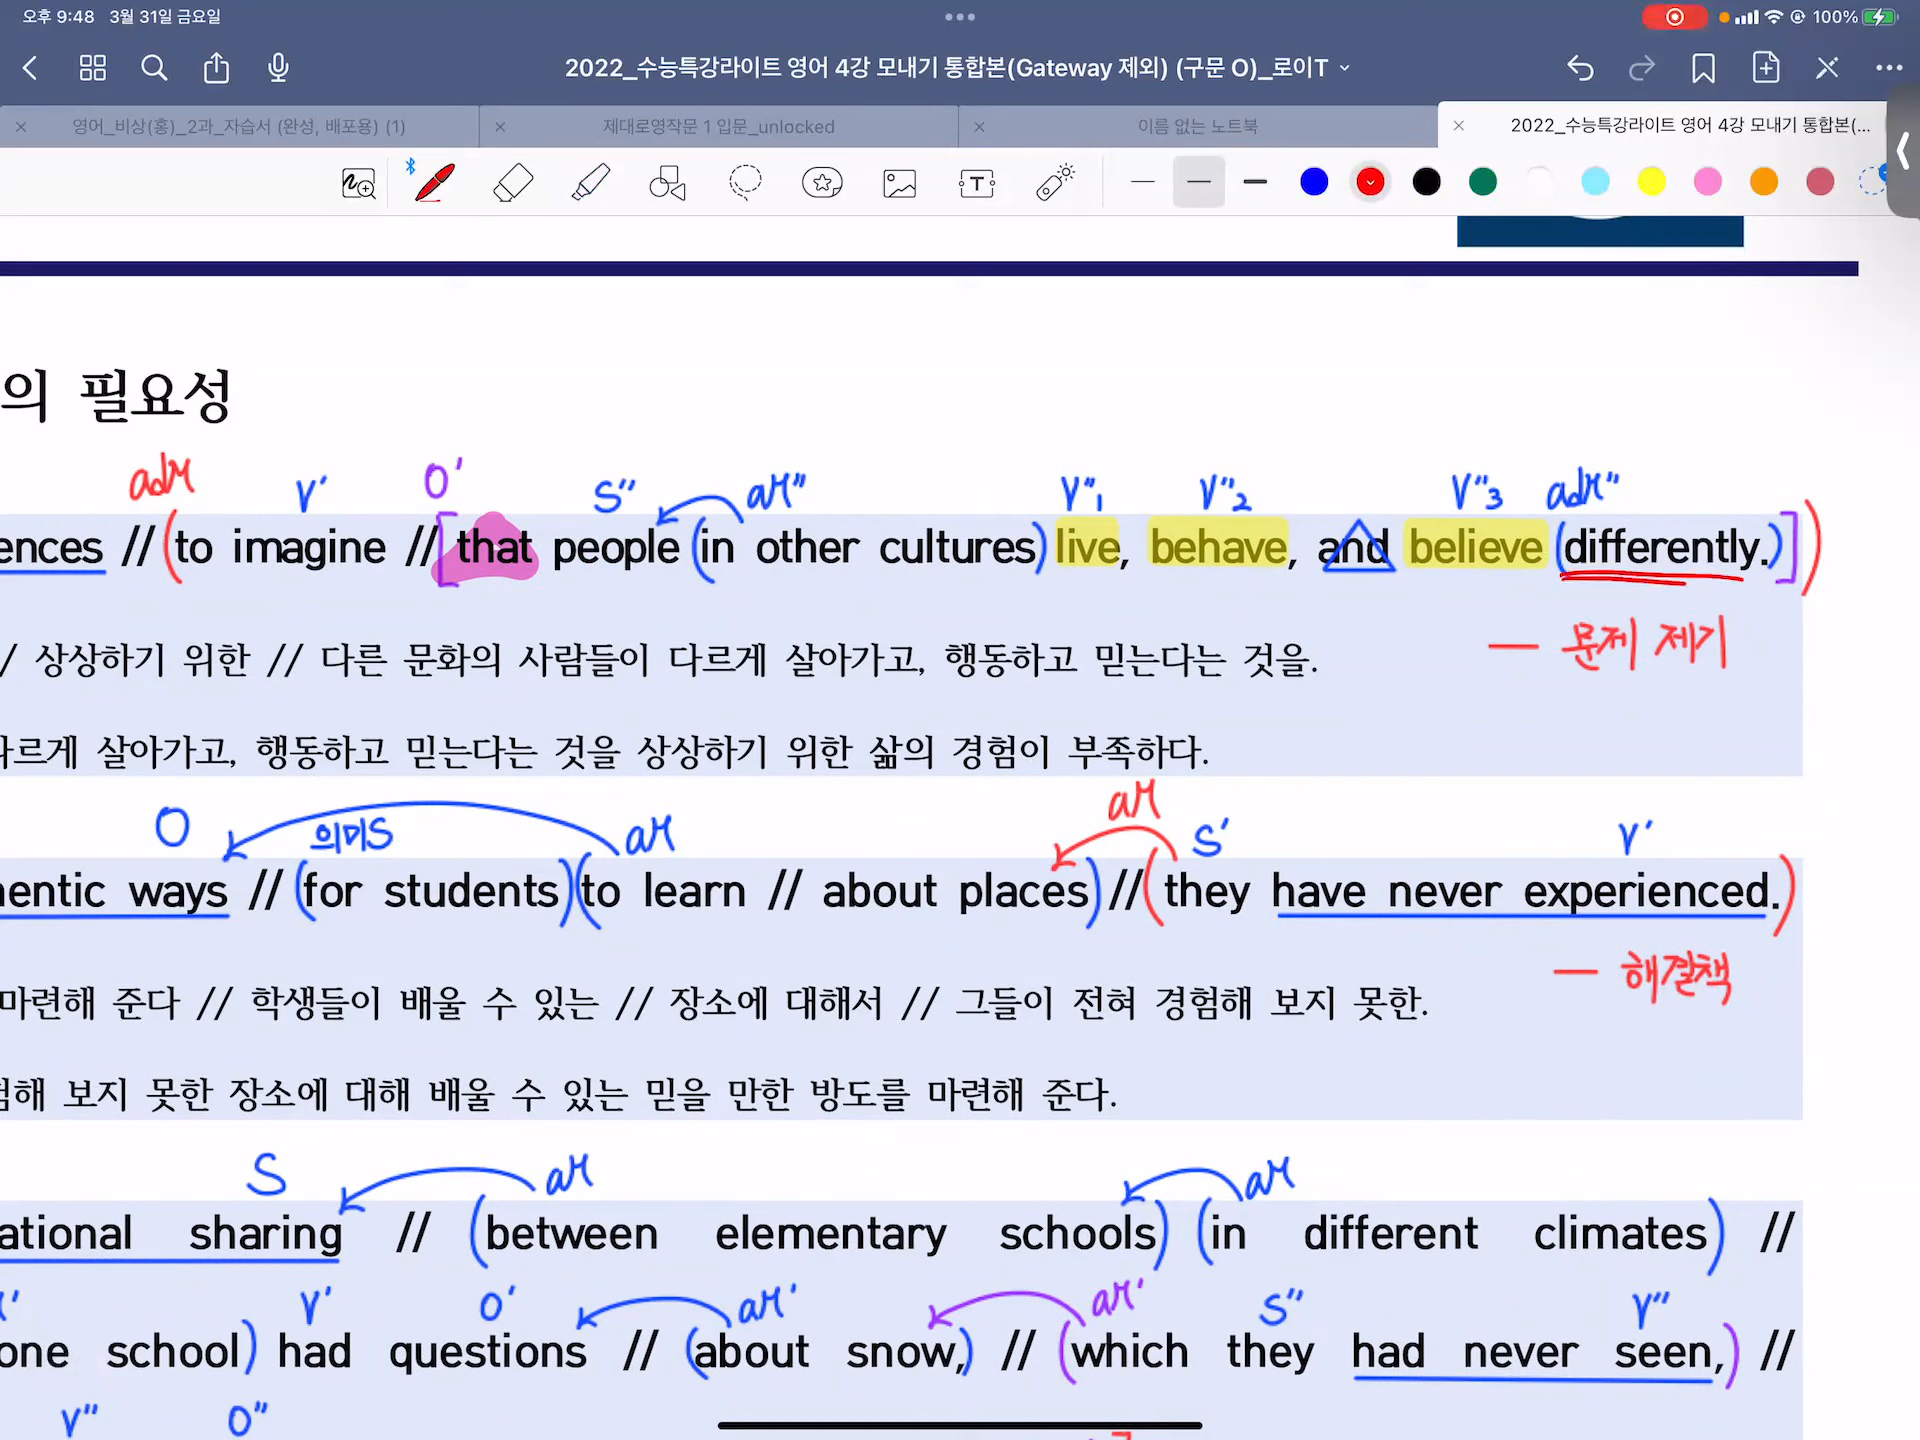 오후 9:48 3월 31일 금요일
100%
2022_수능특강라이트 영어 4강 모내기 통합본(Gateway 제외) (구문 O)_로이T
영어_비상(홍)_2과_자습서 (완성, 배포용) (1)
제대로영작문 1 입문_unlocked
이름 없는 노트북
2022_수능특강라이트 영어 4강 모내기 통합본(...
의 필요성
V' O' S" V"1 V"2 V"3
ences // (to imagine // [that people (in other cultures) live, behave, and believe (differently.)])
/ 상상하기 위한 // 다른 문화의 사람들이 다르게 살아가고, 행동하고 믿는다는 것을.
— 문제 제기
다르게 살아가고, 행동하고 믿는다는 것을 상상하기 위한 삶의 경험이 부족하다.
O 의미S S' V'
hentic ways // (for students)(to learn // about places) // (they have never experienced.)
— 해결책
마련해 준다 // 학생들이 배울 수 있는 // 장소에 대해서 // 그들이 전혀 경험해 보지 못한.
험해 보지 못한 장소에 대해 배울 수 있는 믿을 만한 방도를 마련해 준다.
S
ational sharing // (between elementary schools) (in different climates) //
V' O' S" V"
one school) had questions // (about snow,) // (which they had never seen,) //
V" O"